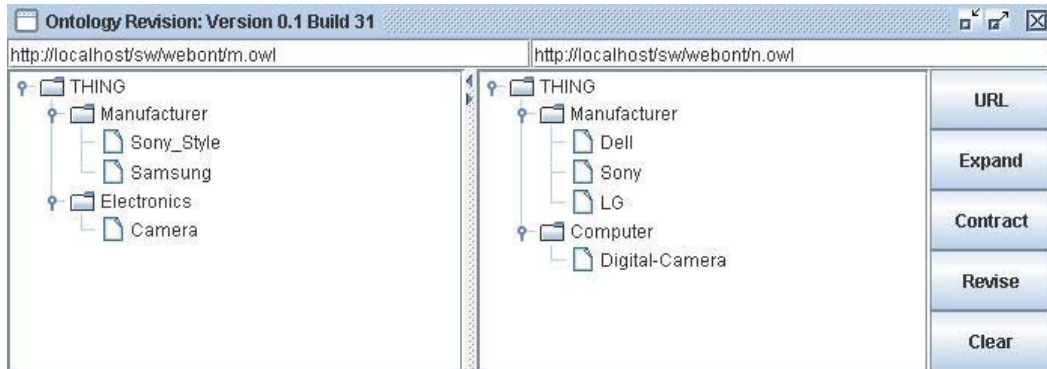 Ontology Revision: Version 0.1 Build 31
http://localhost/sw/webont/m.owl
http://localhost/sw/webont/n.owl
THING
Manufacturer
Sony_Style
Samsung
Electronics
Camera
THING
Manufacturer
Dell
Sony
LG
Computer
Digital-Camera
URL
Expand
Contract
Revise
Clear